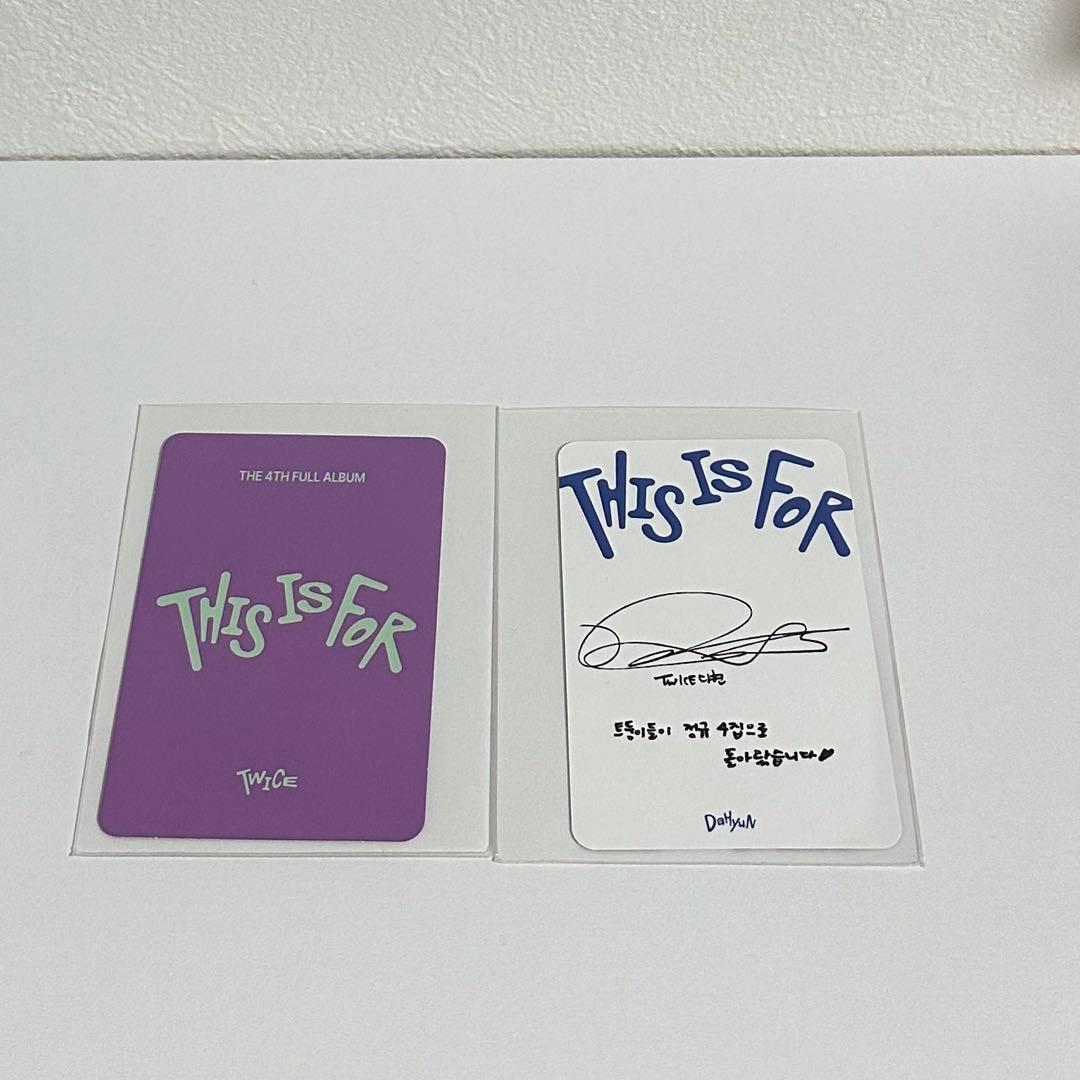 THE 4TH FULL ALBUM
THIS IS FOR
TWICE
THIS IS FOR
TWICE 다현
트둥이들이 정규 4집으로
돌아왔습니다♥
DAHYUN